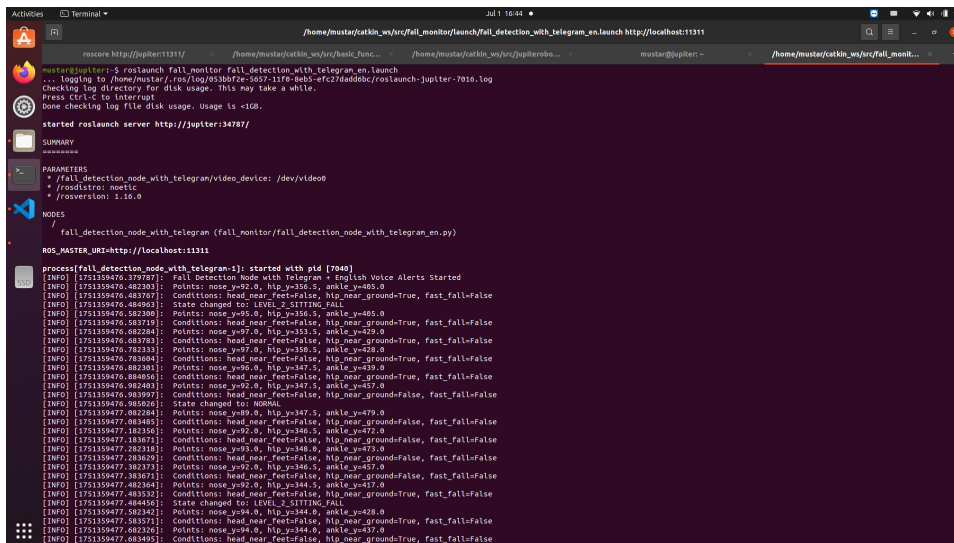 Activities
Terminal
Jul 1 16:44
/home/mustar/catkin_ws/src/fall_monitor/launch/fall_detection_with_telegram_en.launch http://localhost:11311
roscore http://jupiter:11311/
/home/mustar/catkin_ws/src/basic_func...
/home/mustar/catkin_ws/src/jupiterobo...
mustar@jupiter: ~
/home/mustar/catkin_ws/src/fall_monit...
mustar@jupiter:~$ roslaunch fall_monitor fall_detection_with_telegram_en.launch
Checking log directory for disk usage. This may take a while.
Press Ctrl-C to interrupt
Done checking log file disk usage. Usage is <1GB.
started roslaunch server http://jupiter:34787/
SUMMARY
========
PARAMETERS
* /fall_detection_node_with_telegram/video_device: /dev/video0
* /rosdistro: noetic
* /rosversion: 1.16.0
NODES
/
fall_detection_node_with_telegram (fall_monitor/fall_detection_node_with_telegram_en.py)
ROS_MASTER_URI=http://localhost:11311
process[fall_detection_node_with_telegram-1]: started with pid [7040]
[INFO] [1751359476.379787]: Fall Detection Node with Telegram + English Voice Alerts Started
[INFO] [1751359476.482303]: Points: nose_y=92.0, hip_y=356.5, ankle_y=405.0
[INFO] [1751359476.483767]: Conditions: head_near_feet=False, hip_near_ground=True, fast_fall=False
[INFO] [1751359476.484963]: State changed to: LEVEL_2_SITTING_FALL
[INFO] [1751359476.582300]: Points: nose_y=95.0, hip_y=356.5, ankle_y=405.0
[INFO] [1751359476.583719]: Conditions: head_near_feet=False, hip_near_ground=True, fast_fall=False
[INFO] [1751359476.682284]: Points: nose_y=97.0, hip_y=353.5, ankle_y=429.0
[INFO] [1751359476.683783]: Conditions: head_near_feet=False, hip_near_ground=True, fast_fall=False
[INFO] [1751359476.782333]: Points: nose_y=97.0, hip_y=350.5, ankle_y=428.0
[INFO] [1751359476.783604]: Conditions: head_near_feet=False, hip_near_ground=True, fast_fall=False
[INFO] [1751359476.882301]: Points: nose_y=96.0, hip_y=347.5, ankle_y=439.0
[INFO] [1751359476.884056]: Conditions: head_near_feet=False, hip_near_ground=True, fast_fall=False
[INFO] [1751359476.982403]: Points: nose_y=92.0, hip_y=347.5, ankle_y=457.0
[INFO] [1751359476.983997]: Conditions: head_near_feet=False, hip_near_ground=False, fast_fall=False
[INFO] [1751359476.985026]: State changed to: NORMAL
[INFO] [1751359477.082284]: Points: nose_y=89.0, hip_y=347.5, ankle_y=479.0
[INFO] [1751359477.083485]: Conditions: head_near_feet=False, hip_near_ground=False, fast_fall=False
[INFO] [1751359477.182356]: Points: nose_y=92.0, hip_y=346.5, ankle_y=472.0
[INFO] [1751359477.183671]: Conditions: head_near_feet=False, hip_near_ground=False, fast_fall=False
[INFO] [1751359477.282318]: Points: nose_y=93.0, hip_y=348.0, ankle_y=473.0
[INFO] [1751359477.283629]: Conditions: head_near_feet=False, hip_near_ground=False, fast_fall=False
[INFO] [1751359477.382373]: Points: nose_y=92.0, hip_y=346.5, ankle_y=457.0
[INFO] [1751359477.383671]: Conditions: head_near_feet=False, hip_near_ground=False, fast_fall=False
[INFO] [1751359477.482364]: Points: nose_y=92.0, hip_y=344.5, ankle_y=417.0
[INFO] [1751359477.483532]: Conditions: head_near_feet=False, hip_near_ground=True, fast_fall=False
[INFO] [1751359477.484456]: State changed to: LEVEL_2_SITTING_FALL
[INFO] [1751359477.582342]: Points: nose_y=94.0, hip_y=344.0, ankle_y=428.0
[INFO] [1751359477.583571]: Conditions: head_near_feet=False, hip_near_ground=True, fast_fall=False
[INFO] [1751359477.682326]: Points: nose_y=94.0, hip_y=344.0, ankle_y=437.0
[INFO] [1751359477.683495]: Conditions: head_near_feet=False, hip_near_ground=True, fast_fall=False
SSD